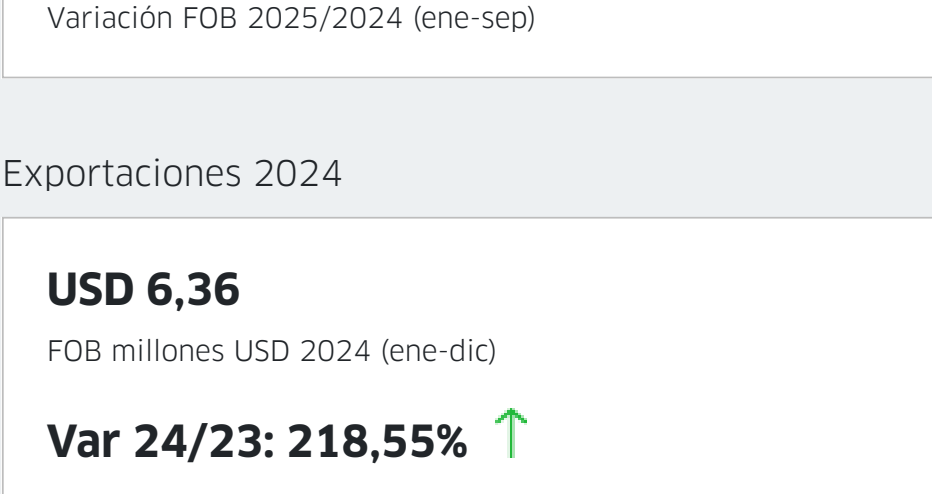 Variación FOB 2025/2024 (ene-sep)
Exportaciones 2024
USD 6,36
FOB millones USD 2024 (ene-dic)
Var 24/23: 218,55% ↑